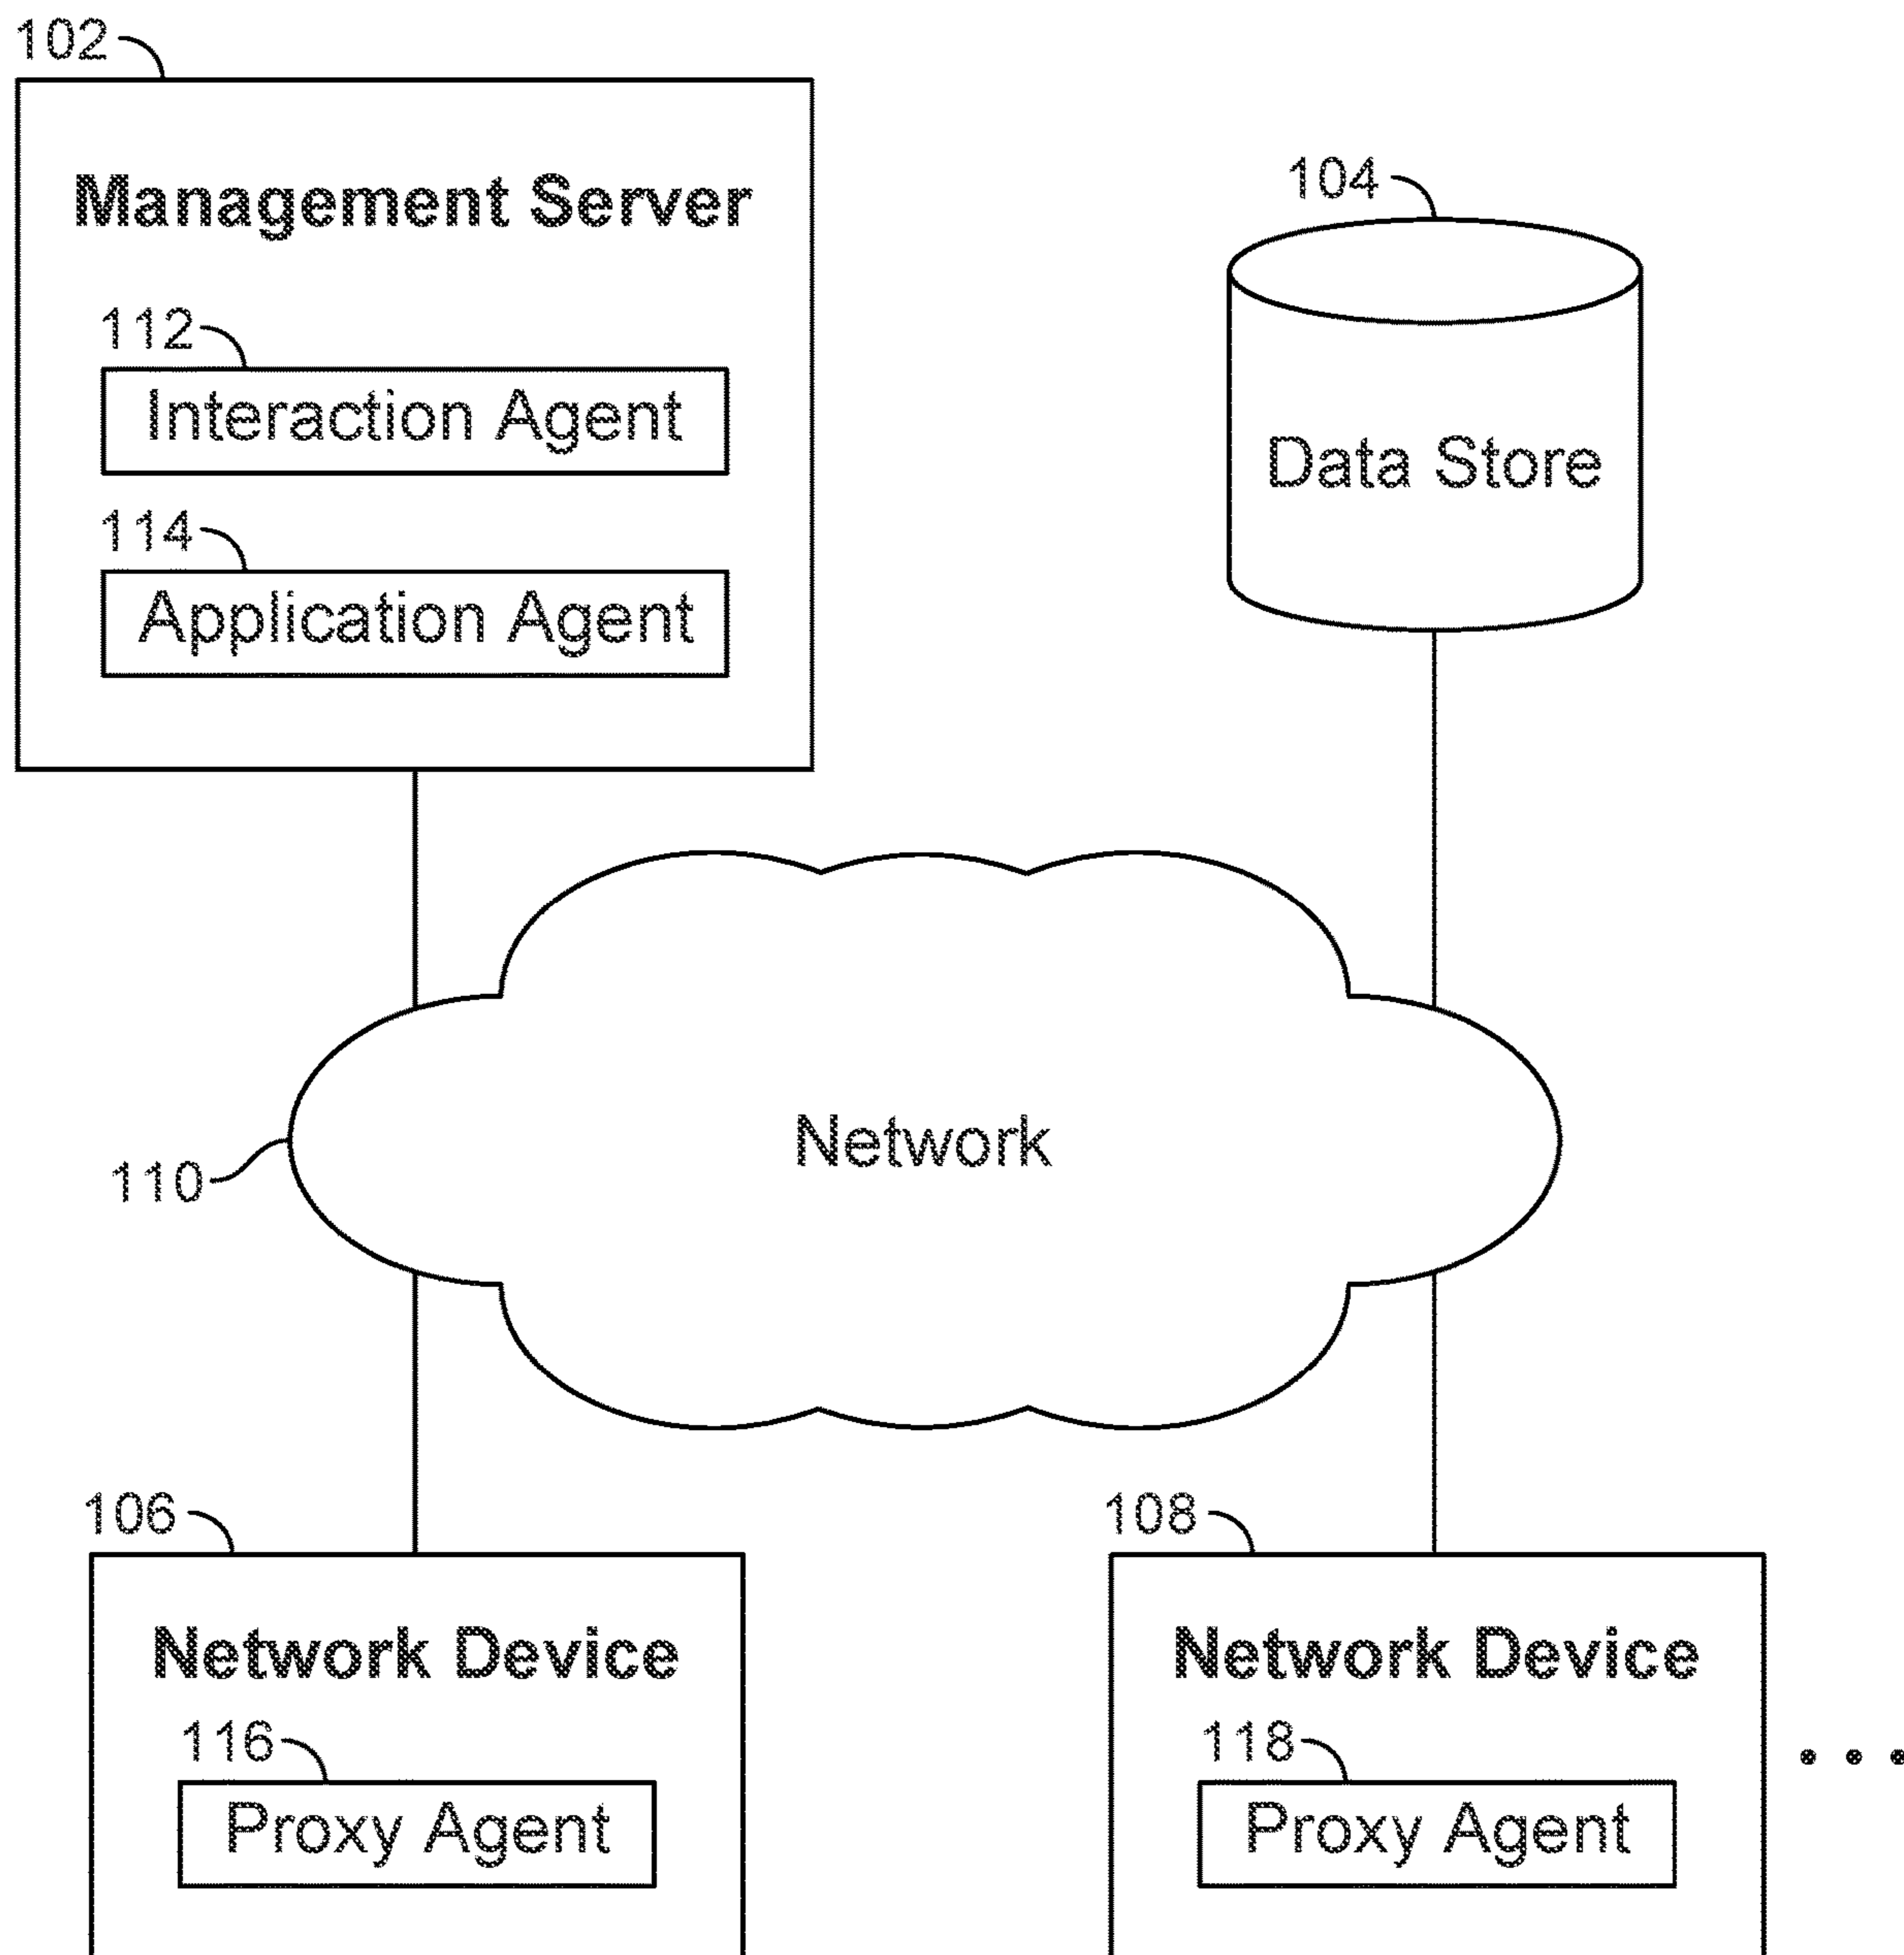 102
Management Server
104
112
Interaction Agent
Data Store
114
Application Agent
Network
110
106
108
Network Device
Network Device
116
118
Proxy Agent
Proxy Agent
...